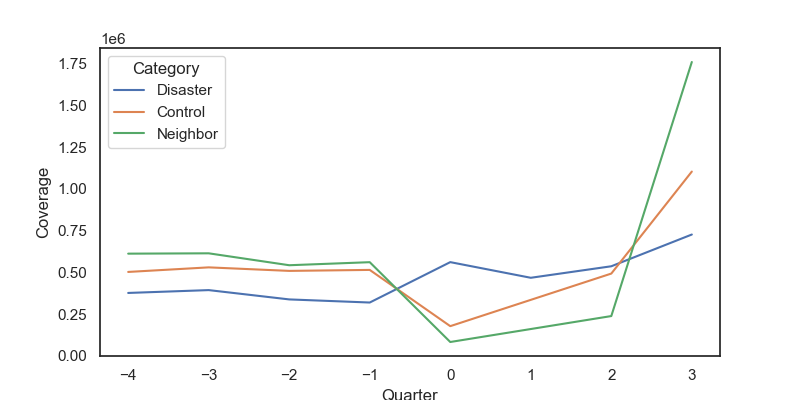 1e6
1.75
1.50
1.25
1.00
0.75
0.50
0.25
0.00
Coverage
Category
Disaster
Control
Neighbor
−4 −3 −2 −1 0 1 2 3
Quarter